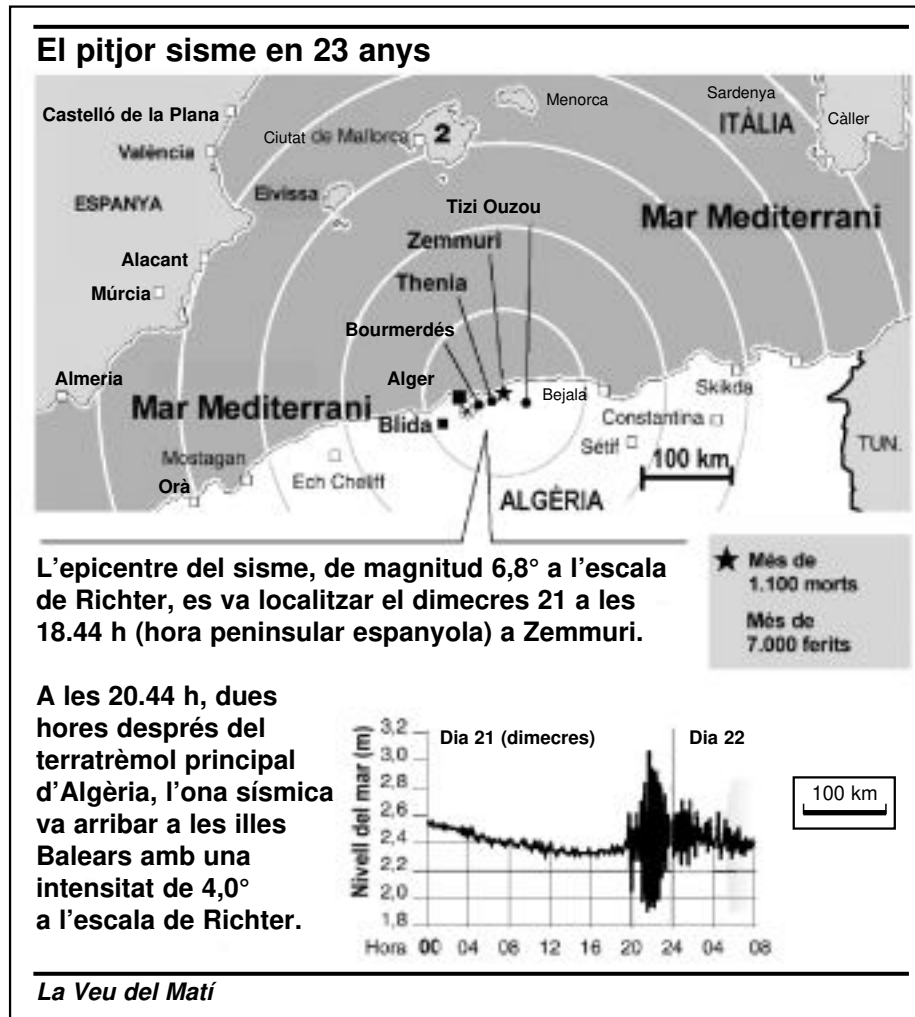 El pitjor sisme en 23 anys
Castelló de la Plana
València
ESPANYA
Alacant
Múrcia
Almeria
Ciutat de Mallorca
2
Menorca
Eivissa
Sardenya
ITÀLIA
Càller
Mar Mediterrani
Tizi Ouzou
Zemmuri
Thenia
Bourmerdés
Alger
Blida
Mar Mediterrani
Mostagan
Orà
Ech Cheliff
Bejala
Skikda
Constantina
Sétif
100 km
TUN.
ALGÈRIA
L'epicentre del sisme, de magnitud 6,8° a l'escala
de Richter, es va localitzar el dimecres 21 a les
18.44 h (hora peninsular espanyola) a Zemmuri.
Més de
1.100 morts
Més de
7.000 ferits
A les 20.44 h, dues
hores després del
terratrèmol principal
d'Algèria, l'ona sísmica
va arribar a les illes
Balears amb una
intensitat de 4,0°
a l'escala de Richter.
Nivell del mar (m)
3,2
3,0
2,8
2,6
2,4
2,2
2,0
1,8
Dia 21 (dimecres)
Dia 22
Hora 00 04 08 12 16 20 24 04 08
100 km
La Veu del Matí